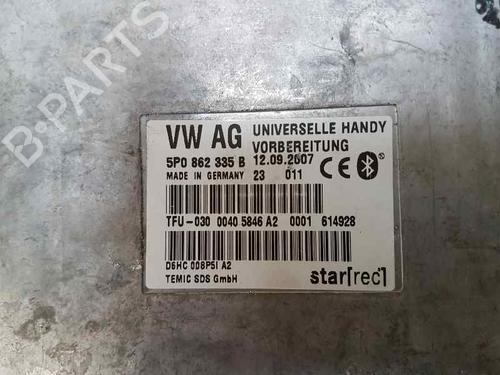 VW AG UNIVERSELLE HANDY
VORBEREITUNG
5P0 862 335 B 12.09.2007
MADE IN GERMANY 23 011 CE
TFU-030 0040 5846 A2 0001 614928
D6HC 008P5I A2
TEMIC SDS GmbH
star[rec]
B-PARTS